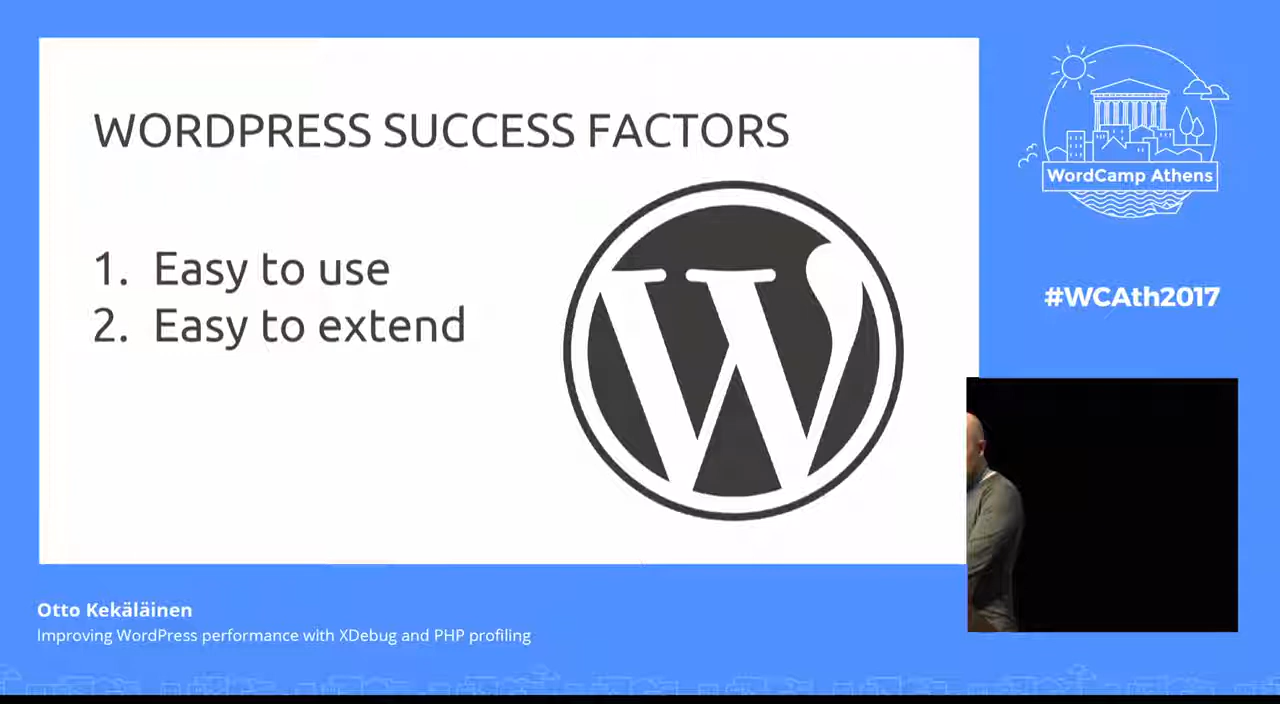 WORDPRESS SUCCESS FACTORS
1. Easy to use
2. Easy to extend
WordCamp Athens
#WCAth2017
Otto Kekäläinen
Improving WordPress performance with XDebug and PHP profiling